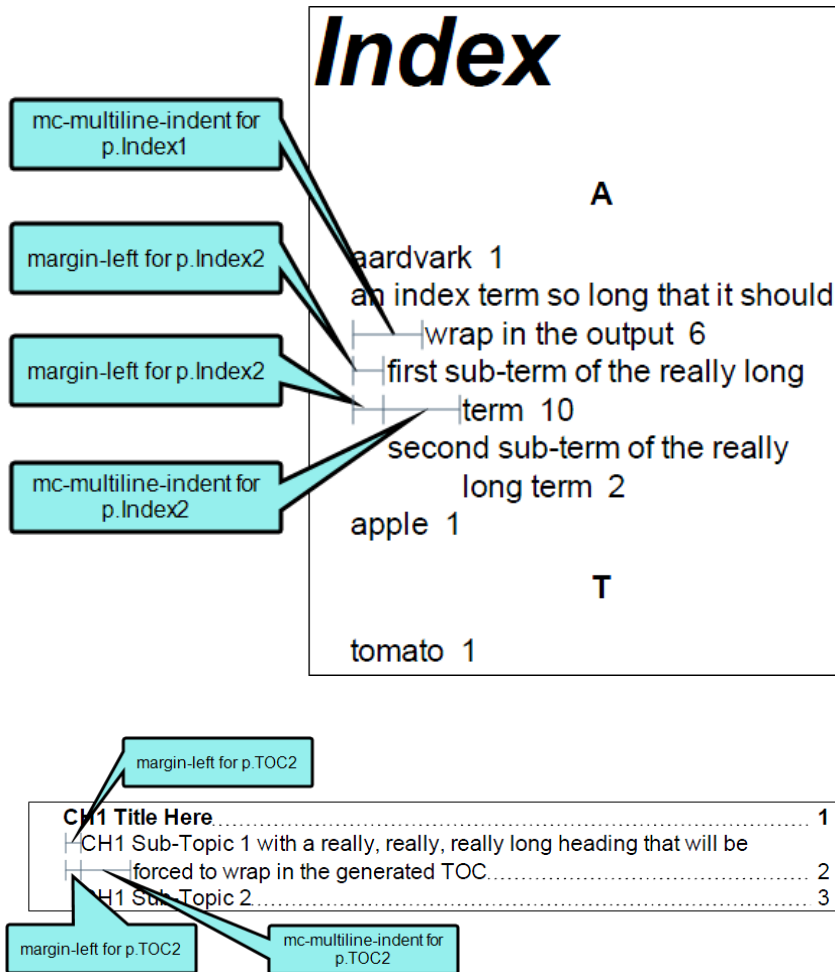 Index
mc-multiline-indent for
p.Index1
A
margin-left for p.Index2
aardvark 1
an index term so long that it should
wrap in the output 6
margin-left for p.Index2
first sub-term of the really long
term 10
second sub-term of the really
mc-multiline-indent for
p.Index2
long term 2
apple 1
T
tomato 1
margin-left for p.TOC2
CH1 Title Here 1
CH1 Sub-Topic 1 with a really, really, really long heading that will be
forced to wrap in the generated TOC 2
CH1 Sub-Topic 2 3
margin-left for p.TOC2
mc-multiline-indent for
p.TOC2